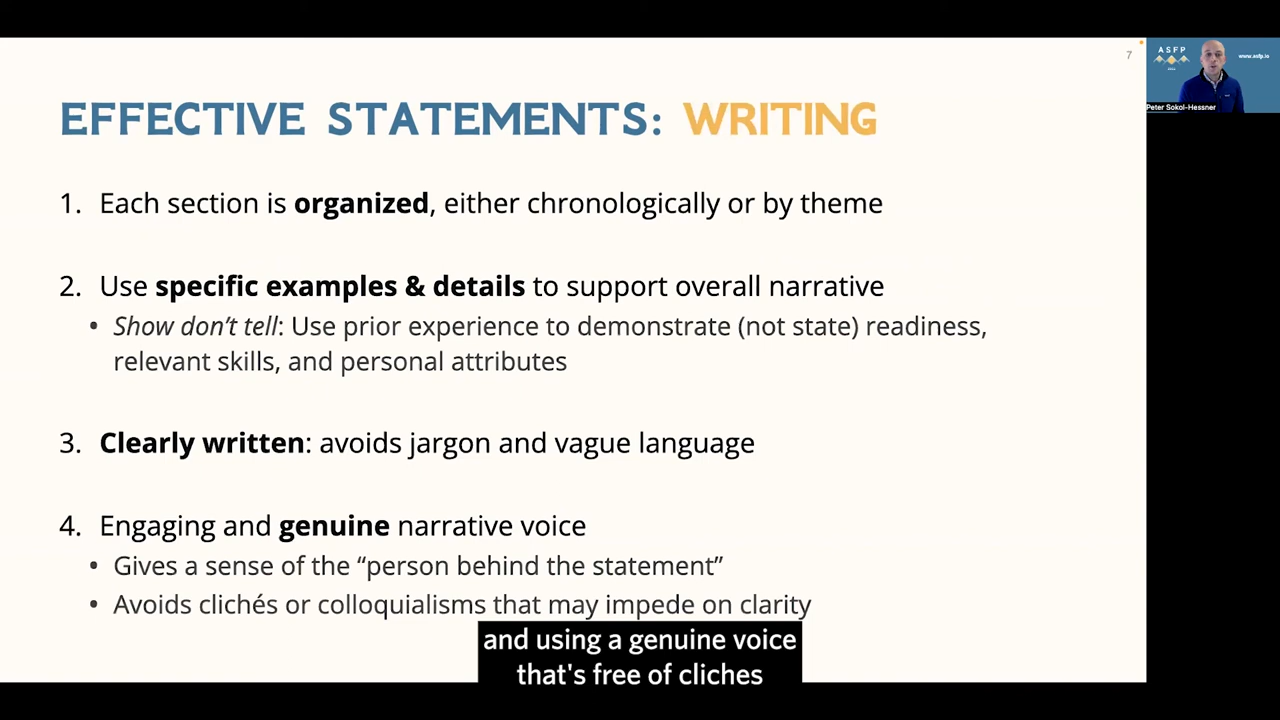 7
EFFECTIVE STATEMENTS: WRITING
1. Each section is organized, either chronologically or by theme
2. Use specific examples & details to support overall narrative
• Show don't tell: Use prior experience to demonstrate (not state) readiness,
relevant skills, and personal attributes
3. Clearly written: avoids jargon and vague language
4. Engaging and genuine narrative voice
• Gives a sense of the “person behind the statement”
• Avoids clichés or colloquialisms that may impede on clarity
and using a genuine voice
that's free of cliches
ASFP
www.asfp.io
Peter Sokol-Hessner